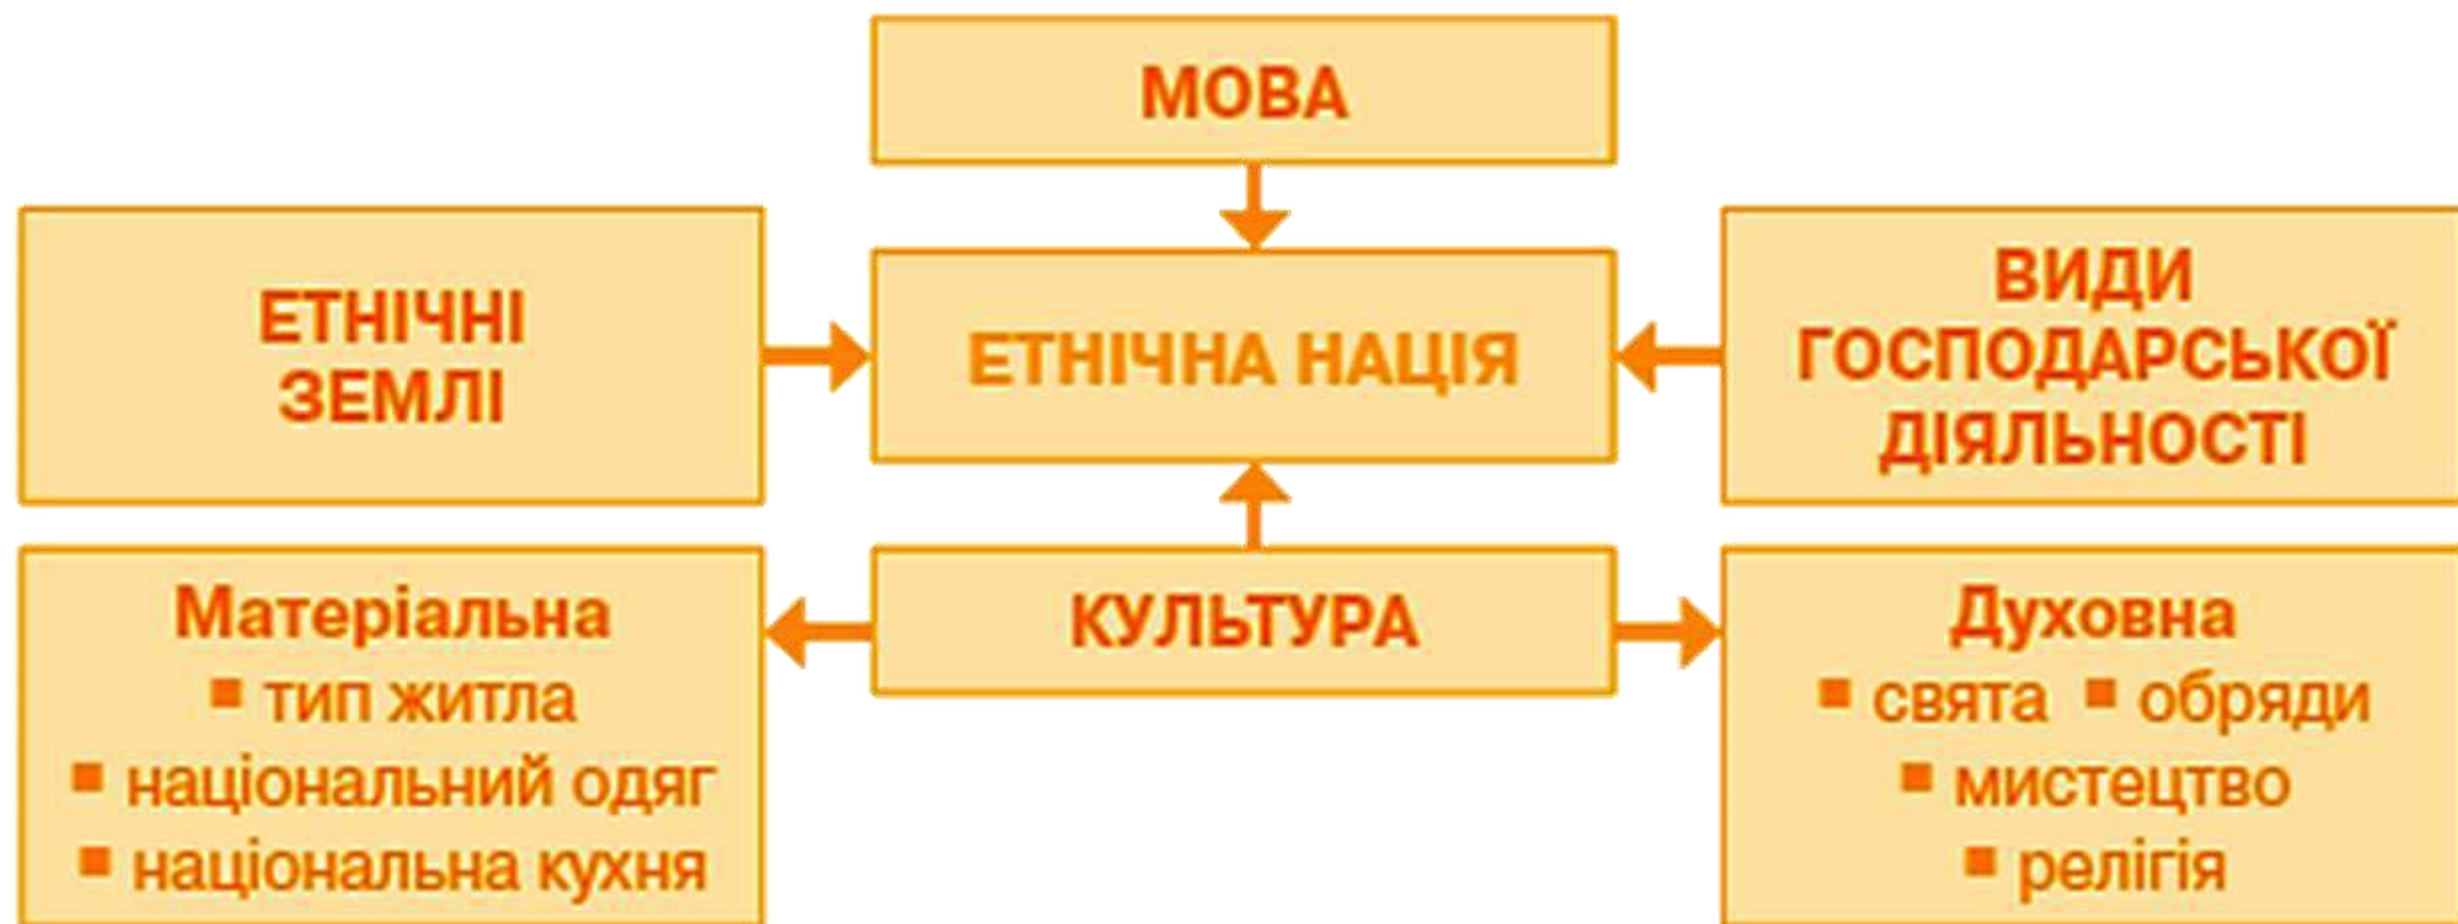 МОВА
ЕТНІЧНІ
ЗЕМЛІ
ЕТНІЧНА НАЦІЯ
ВИДИ
ГОСПОДАРСЬКОЇ
ДІЯЛЬНОСТІ
Матеріальна
▪ тип житла
▪ національний одяг
▪ національна кухня
КУЛЬТУРА
Духовна
▪ свята ▪ обряди
▪ мистецтво
▪ релігія